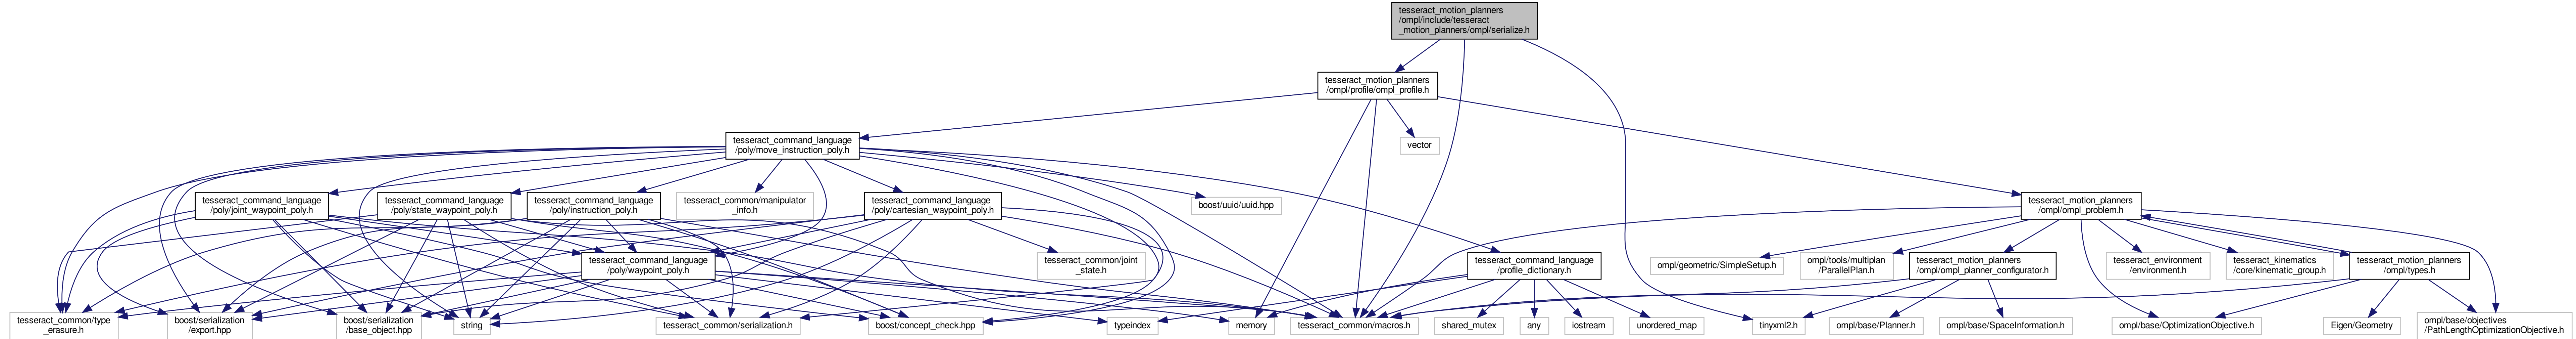 tesseract_motion_planners
/ompl/include/tesseract
_motion_planners/ompl/serialize.h
tesseract_motion_planners
/ompl/profile/ompl_profile.h
tesseract_command_language
/poly/move_instruction_poly.h
vector
tesseract_command_language
/poly/joint_waypoint_poly.h
tesseract_command_language
/poly/state_waypoint_poly.h
tesseract_command_language
/poly/instruction_poly.h
tesseract_common/manipulator
_info.h
tesseract_command_language
/poly/cartesian_waypoint_poly.h
boost/uuid/uuid.hpp
tesseract_motion_planners
/ompl/ompl_problem.h
tesseract_command_language
/poly/waypoint_poly.h
tesseract_common/joint
_state.h
tesseract_command_language
/profile_dictionary.h
ompl/geometric/SimpleSetup.h
ompl/tools/multiplan
/ParallelPlan.h
tesseract_motion_planners
/ompl/ompl_planner_configurator.h
tesseract_environment
/environment.h
tesseract_kinematics
/core/kinematic_group.h
tesseract_motion_planners
/ompl/types.h
tesseract_common/type
_erasure.h
boost/serialization
/export.hpp
boost/serialization
/base_object.hpp
string
tesseract_common/serialization.h
boost/concept_check.hpp
typeindex
memory
tesseract_common/macros.h
shared_mutex
any
iostream
unordered_map
tinyxml2.h
ompl/base/Planner.h
ompl/base/SpaceInformation.h
ompl/base/OptimizationObjective.h
Eigen/Geometry
ompl/base/objectives
/PathLengthOptimizationObjective.h